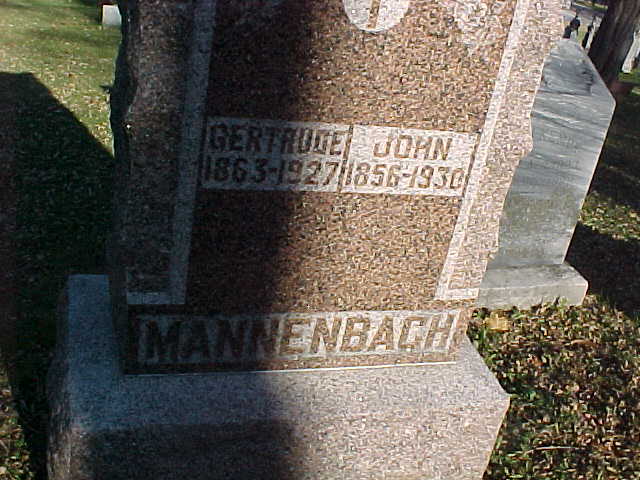 GERTRUDE JOHN
1863-1927 1856-1930
MANNENBACH